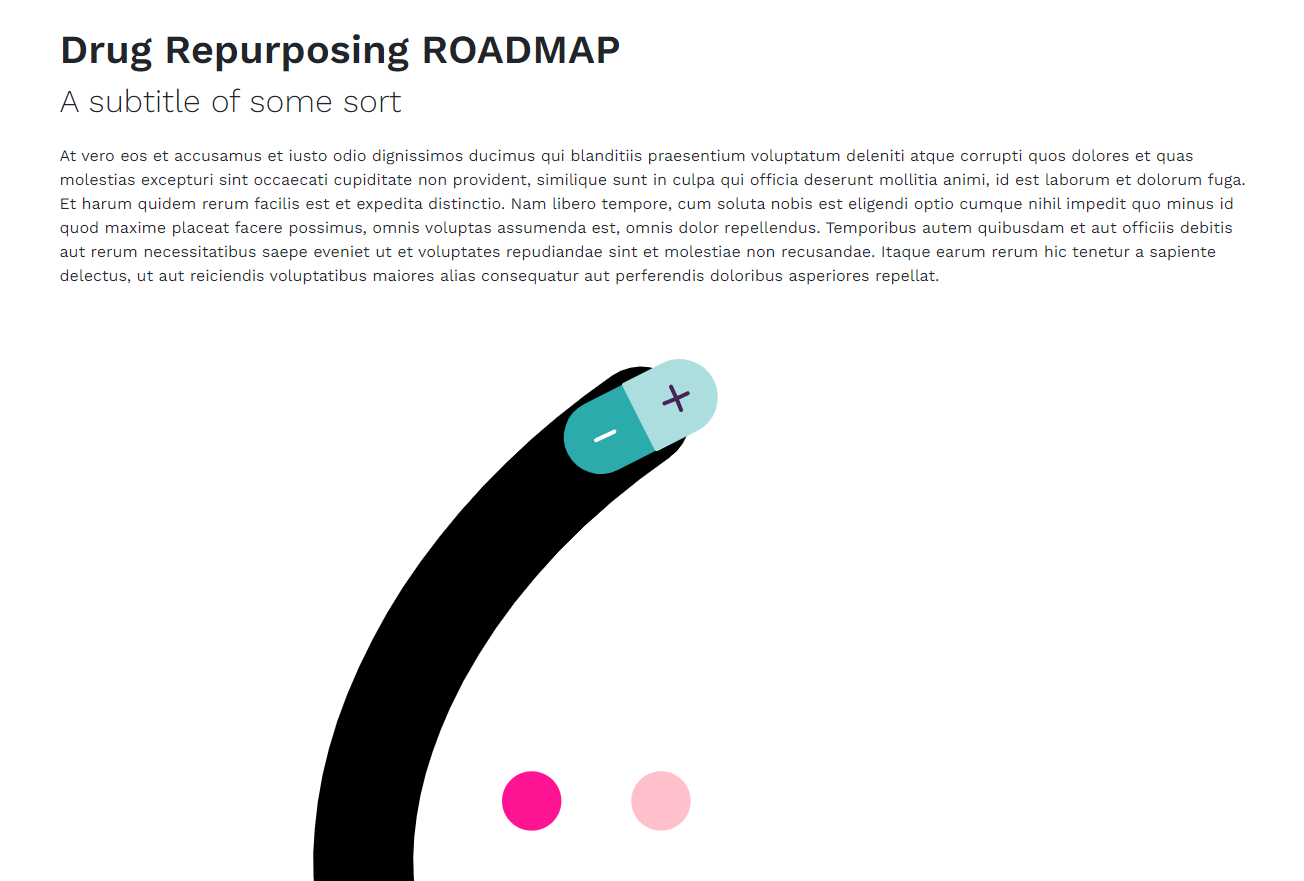 Drug Repurposing ROADMAP
A subtitle of some sort
At vero eos et accusamus et iusto odio dignissimos ducimus qui blanditiis praesentium voluptatum deleniti atque corrupti quos dolores et quas
molestias excepturi sint occaecati cupiditate non provident, similique sunt in culpa qui officia deserunt mollitia animi, id est laborum et dolorum fuga.
Et harum quidem rerum facilis est et expedita distinctio. Nam libero tempore, cum soluta nobis est eligendi optio cumque nihil impedit quo minus id
quod maxime placeat facere possimus, omnis voluptas assumenda est, omnis dolor repellendus. Temporibus autem quibusdam et aut officiis debitis
aut rerum necessitatibus saepe eveniet ut et voluptates repudiandae sint et molestiae non recusandae. Itaque earum rerum hic tenetur a sapiente
delectus, ut aut reiciendis voluptatibus maiores alias consequatur aut perferendis doloribus asperiores repellat.